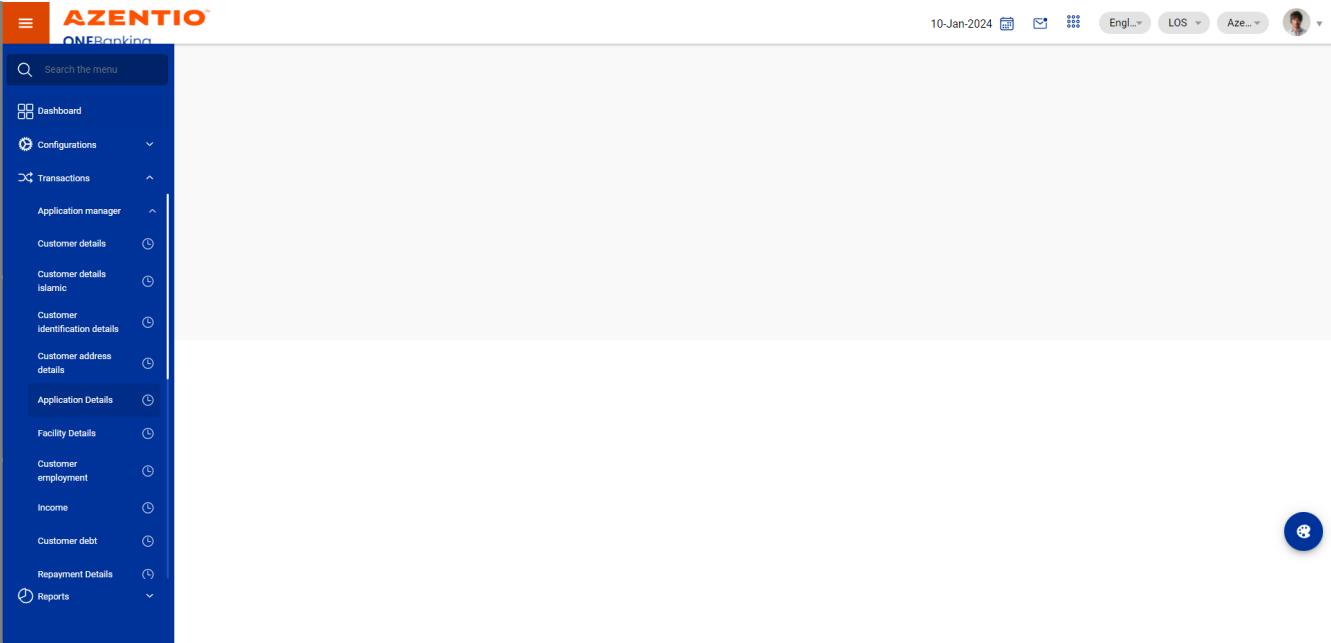 AZENTIO™
ONEBanking
10-Jan-2024
Engl...
LOS
Aze...
Search the menu
Dashboard
Configurations
Transactions
Application manager
Customer details
Customer details
islamic
Customer
identification details
Customer address
details
Application Details
Facility Details
Customer
employment
Income
Customer debt
Repayment Details
Reports